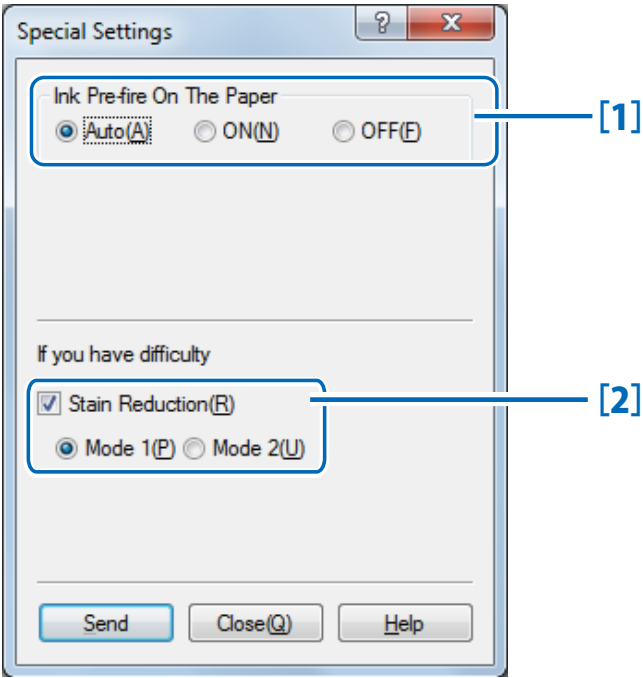 Special Settings
Ink Pre-fire On The Paper
Auto(A) ON(N) OFF(F)
[1]
If you have difficulty
Stain Reduction(R)
[2]
Mode 1(P) Mode 2(U)
Send Close(Q) Help